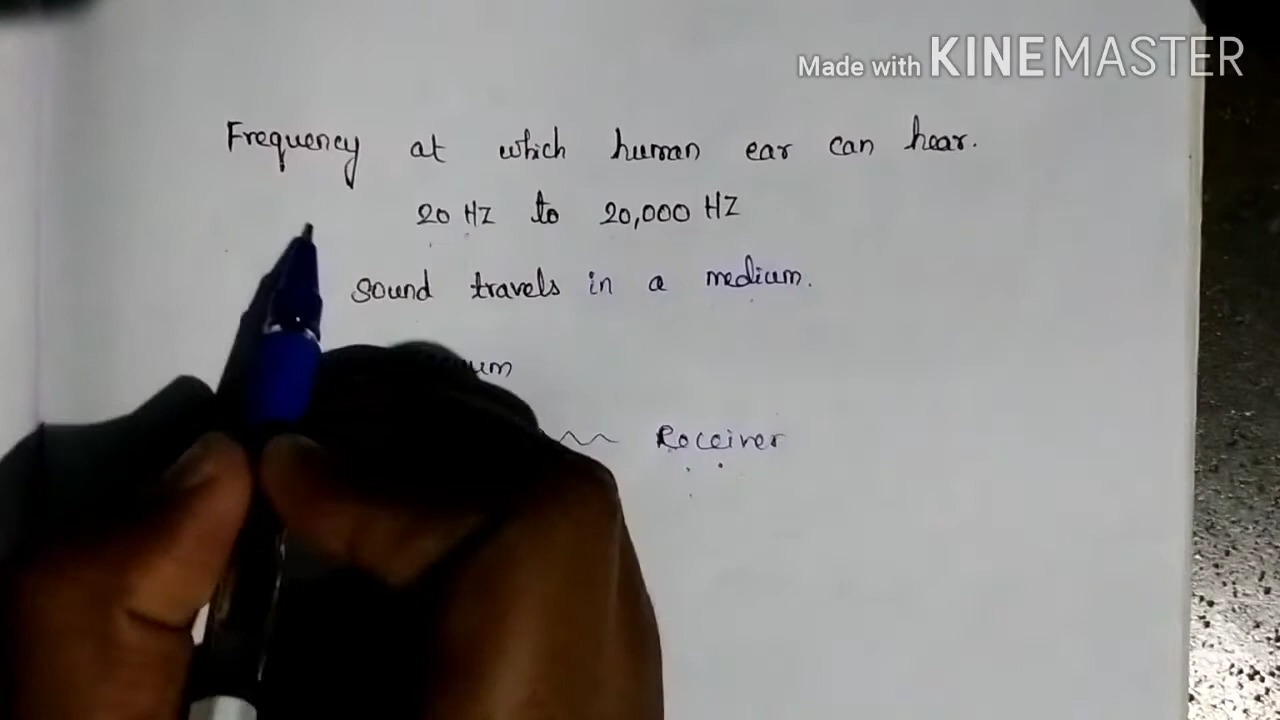 Made with KINEMASTER
Frequency at which human ear can hear.
20 HZ to 20,000 HZ
sound travels in a medium.
Receiver